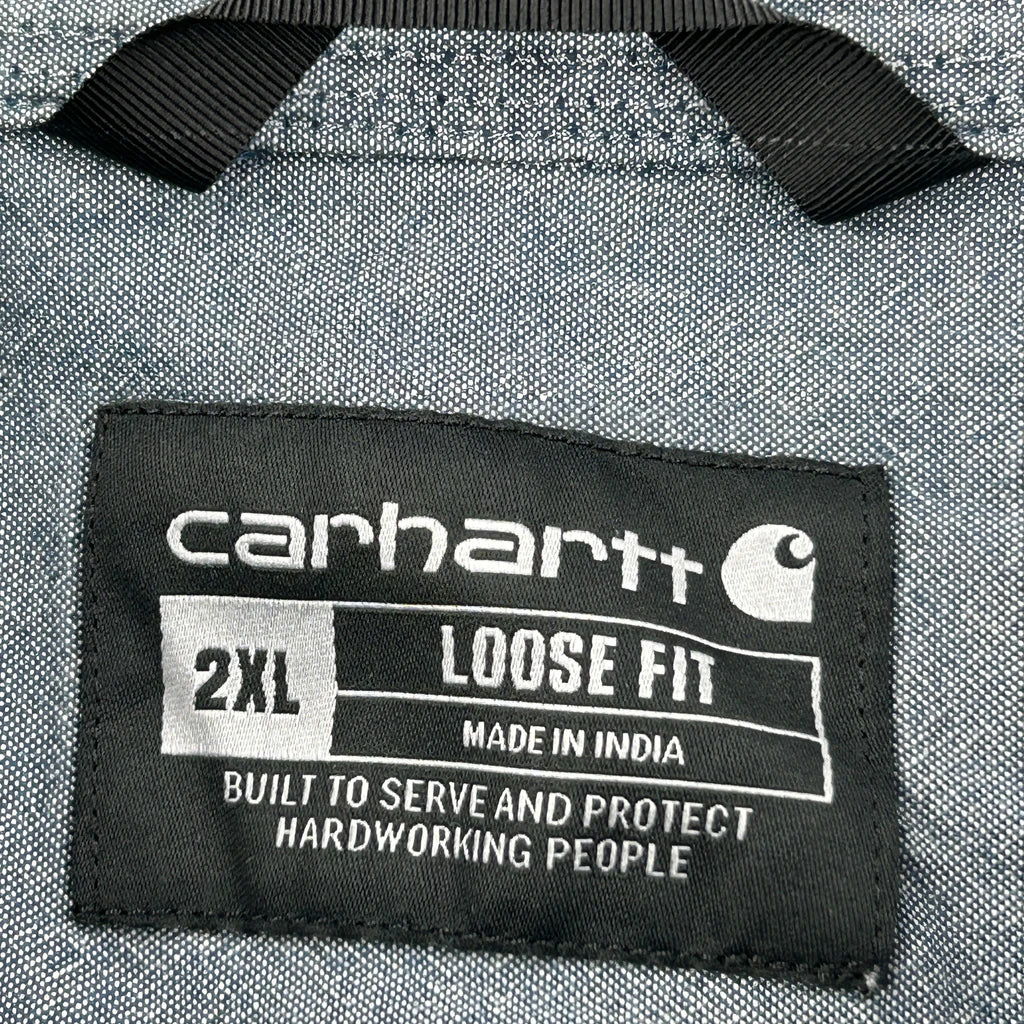 carhartt
2XL
LOOSE FIT
MADE IN INDIA
BUILT TO SERVE AND PROTECT
HARDWORKING PEOPLE